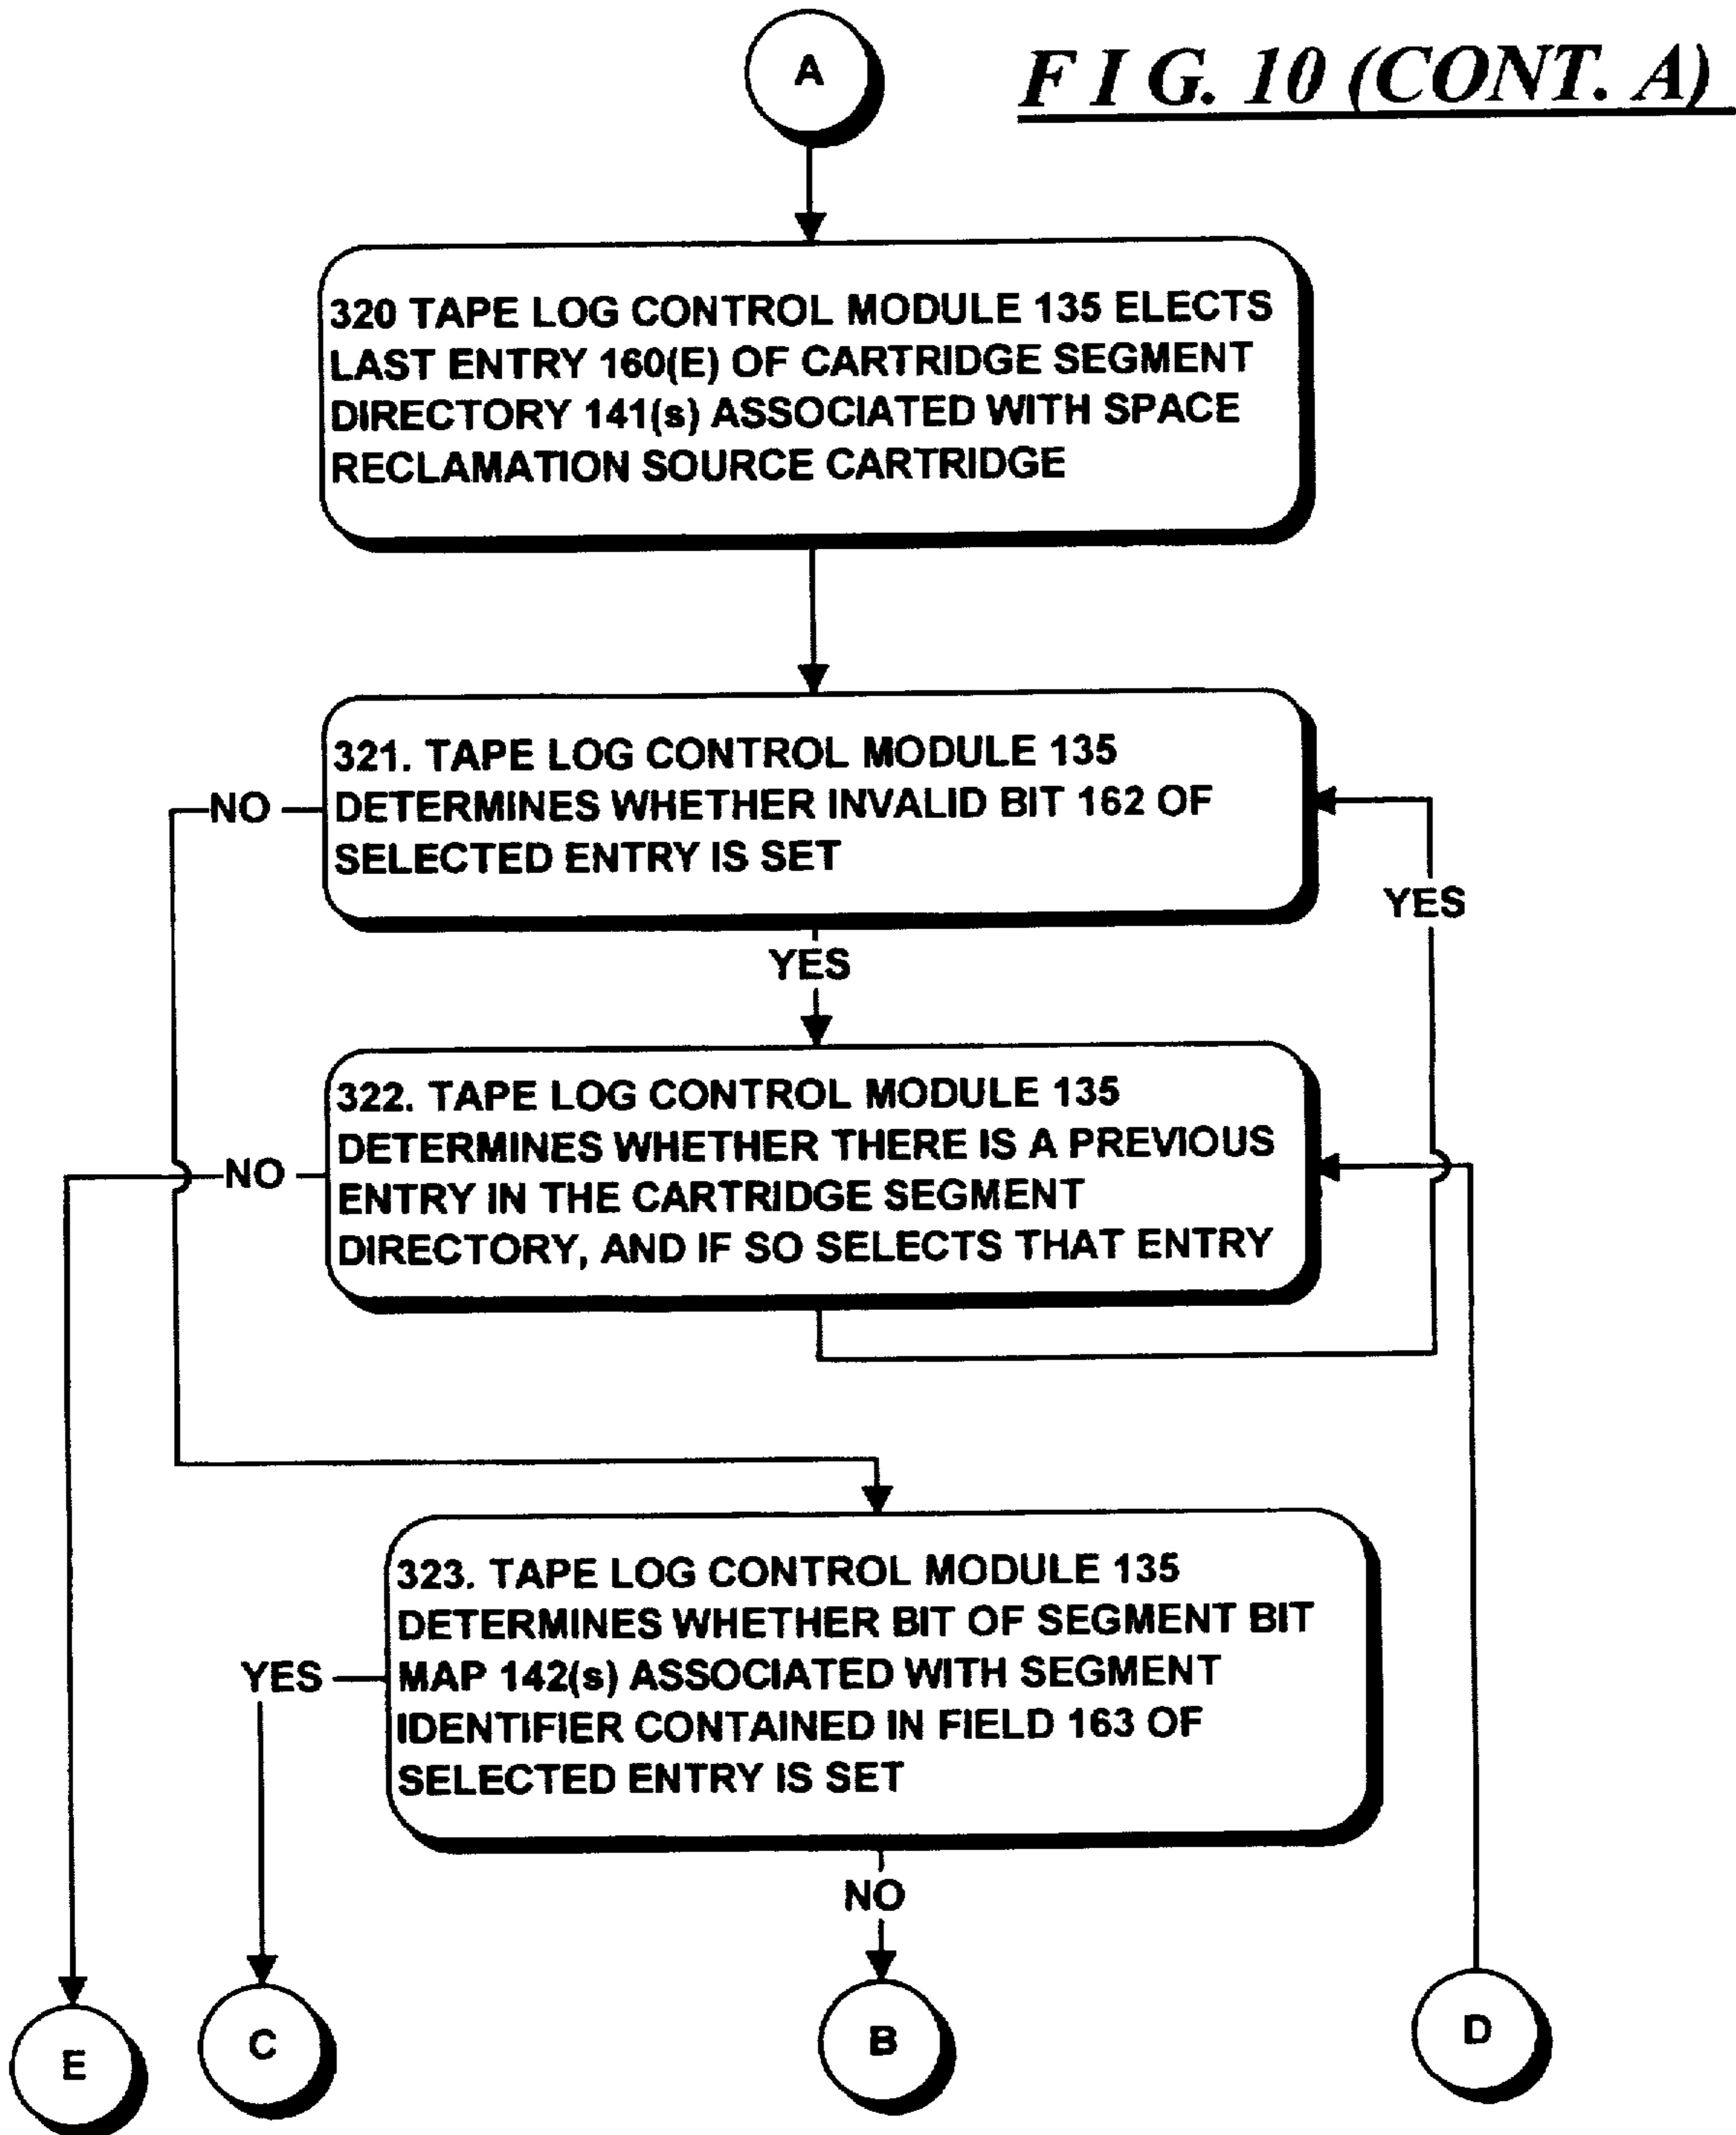 A
F I G. 10 (CONT. A)
320 TAPE LOG CONTROL MODULE 135 ELECTS
LAST ENTRY 160(E) OF CARTRIDGE SEGMENT
DIRECTORY 141(s) ASSOCIATED WITH SPACE
RECLAMATION SOURCE CARTRIDGE
321. TAPE LOG CONTROL MODULE 135
DETERMINES WHETHER INVALID BIT 162 OF
SELECTED ENTRY IS SET
NO
YES
YES
322. TAPE LOG CONTROL MODULE 135
DETERMINES WHETHER THERE IS A PREVIOUS
ENTRY IN THE CARTRIDGE SEGMENT
DIRECTORY, AND IF SO SELECTS THAT ENTRY
NO
323. TAPE LOG CONTROL MODULE 135
DETERMINES WHETHER BIT OF SEGMENT BIT
MAP 142(s) ASSOCIATED WITH SEGMENT
IDENTIFIER CONTAINED IN FIELD 163 OF
SELECTED ENTRY IS SET
YES
NO
E
C
B
D